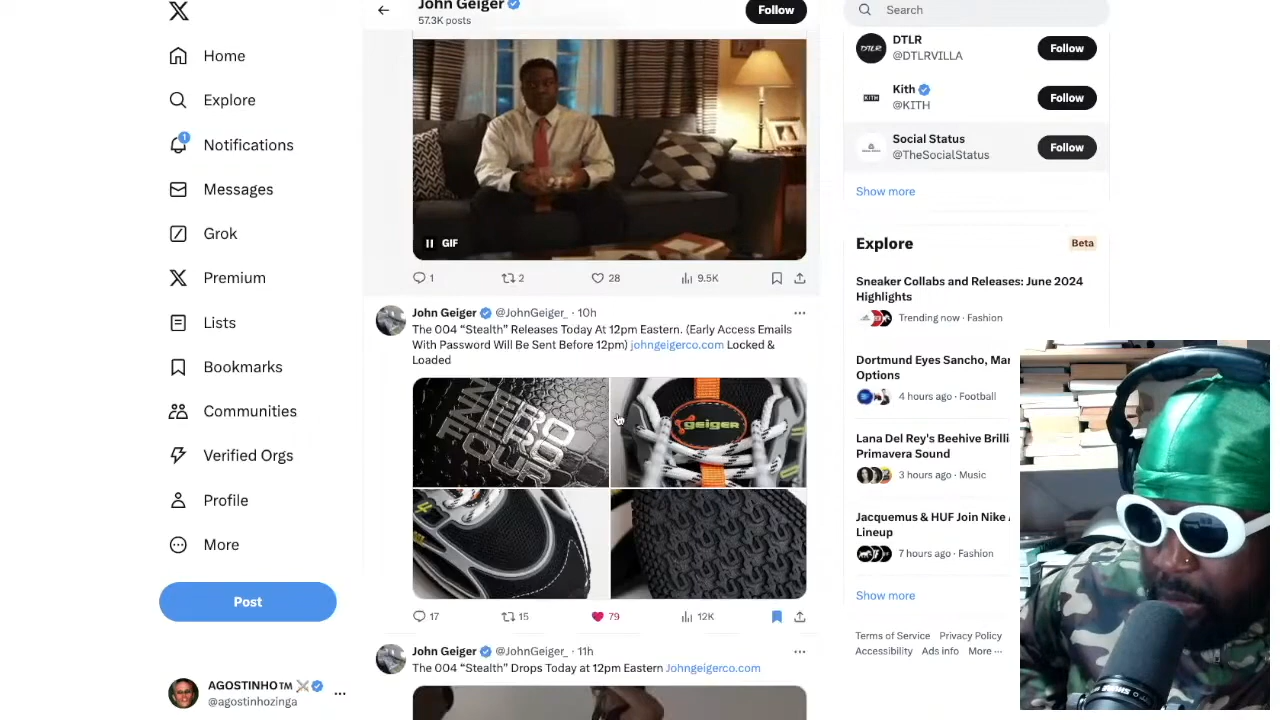 Home
Explore
1
Notifications
Messages
Grok
Premium
Lists
Bookmarks
Communities
Verified Orgs
Profile
More
Post
AGOSTINHO™
@agostinhozinga
John Geiger
57.3K posts
Follow
GIF
1 2 28 9.5K
John Geiger @JohnGeiger_ · 10h
The 004 “Stealth” Releases Today At 12pm Eastern. (Early Access Emails
With Password Will Be Sent Before 12pm) johngeigerco.com Locked &
Loaded
geiger
17 15 79 12K
John Geiger @JohnGeiger_ · 11h
The 004 “Stealth” Drops Today at 12pm Eastern Johngeigerco.com
Search
DTLR
@DTLRVILLA
Follow
KITH
Kith
@KITH
Follow
Social Status
@TheSocialStatus
Follow
Show more
Explore
Beta
Sneaker Collabs and Releases: June 2024
Highlights
Trending now · Fashion
Dortmund Eyes Sancho, Mar
Options
4 hours ago · Football
Lana Del Rey's Beehive Brilli
Primavera Sound
3 hours ago · Music
Jacquemus & HUF Join Nike
Lineup
7 hours ago · Fashion
Show more
Terms of Service Privacy Policy
Accessibility Ads info More ···